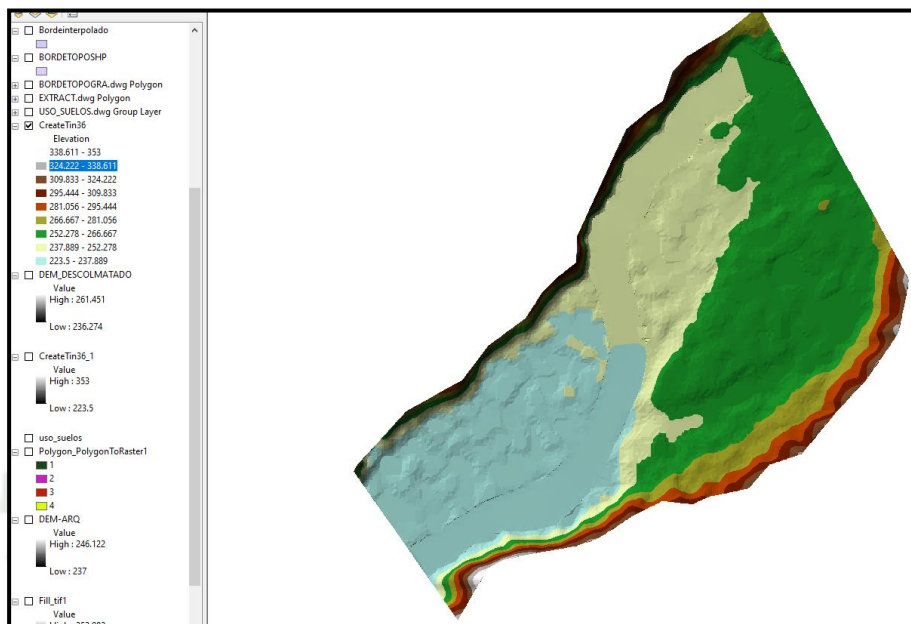 Bordeinterpolado
BORDETOPOSHP
BORDETOPOGRA.dwg Polygon
EXTRACT.dwg Polygon
USO_SUELOS.dwg Group Layer
CreateTin36
Elevation
338.611 - 353
324.222 - 338.611
309.833 - 324.222
295.444 - 309.833
281.056 - 295.444
266.667 - 281.056
252.278 - 266.667
237.889 - 252.278
223.5 - 237.889
DEM_DESCOLMATADO
Value
High : 261.451
Low : 236.274
CreateTin36_1
Value
High : 353
Low : 223.5
uso_suelos
Polygon_PolygonToRaster1
1
2
3
4
DEM-ARQ
Value
High : 246.122
Low : 237
Fill_tif1
Value